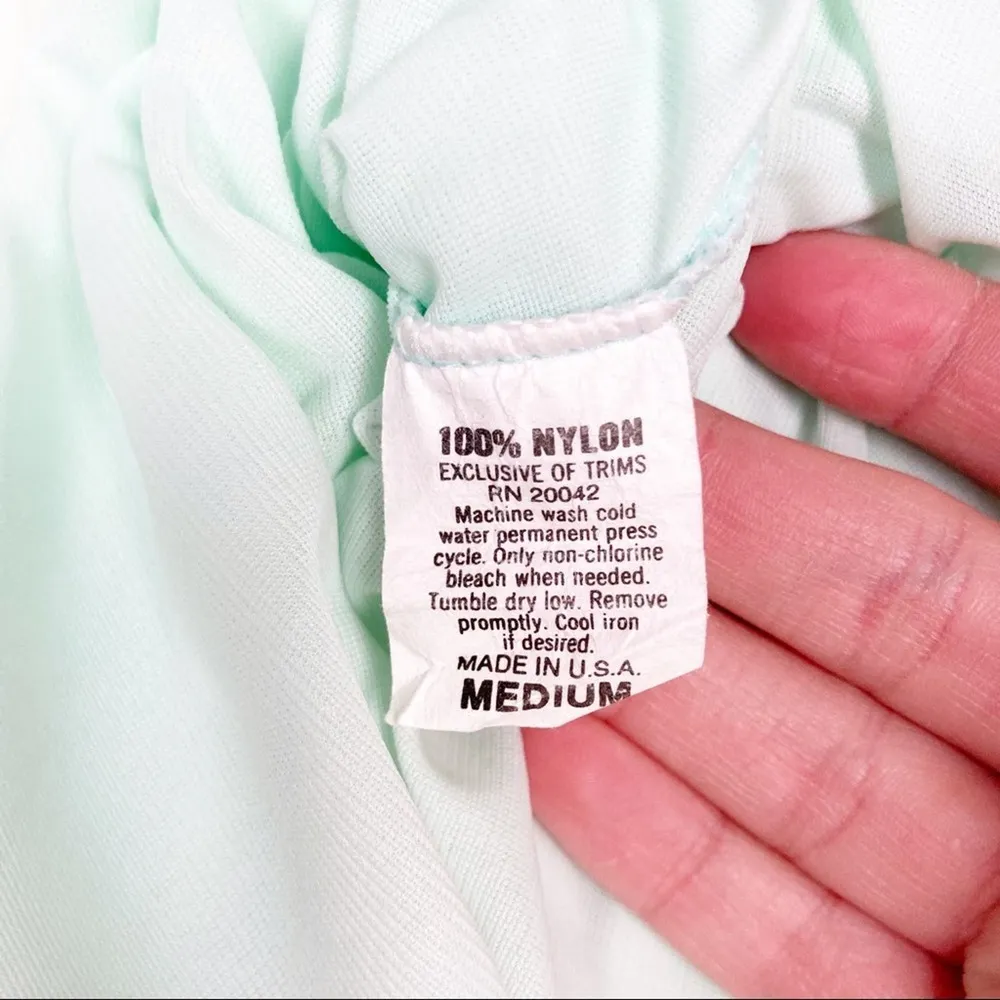 100% NYLON
EXCLUSIVE OF TRIMS
RN 20042
Machine wash cold
water permanent press
cycle. Only non-chlorine
bleach when needed.
Tumble dry low. Remove
promptly. Cool iron
if desired.
MADE IN U.S.A.
MEDIUM